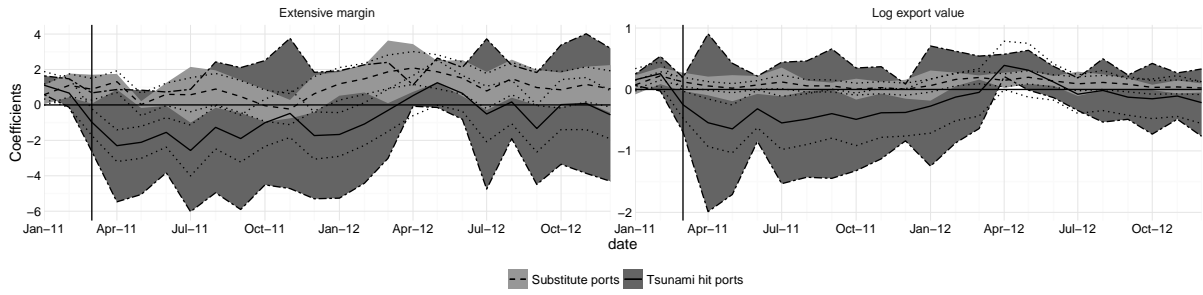 Extensive margin
Log export value
Coefficients
4
2
0
−2
−4
−6
1
0
−1
−2
Jan−11 Apr−11 Jul−11 Oct−11 Jan−12 Apr−12 Jul−12 Oct−12
Jan−11 Apr−11 Jul−11 Oct−11 Jan−12 Apr−12 Jul−12 Oct−12
date
Substitute ports Tsunami hit ports